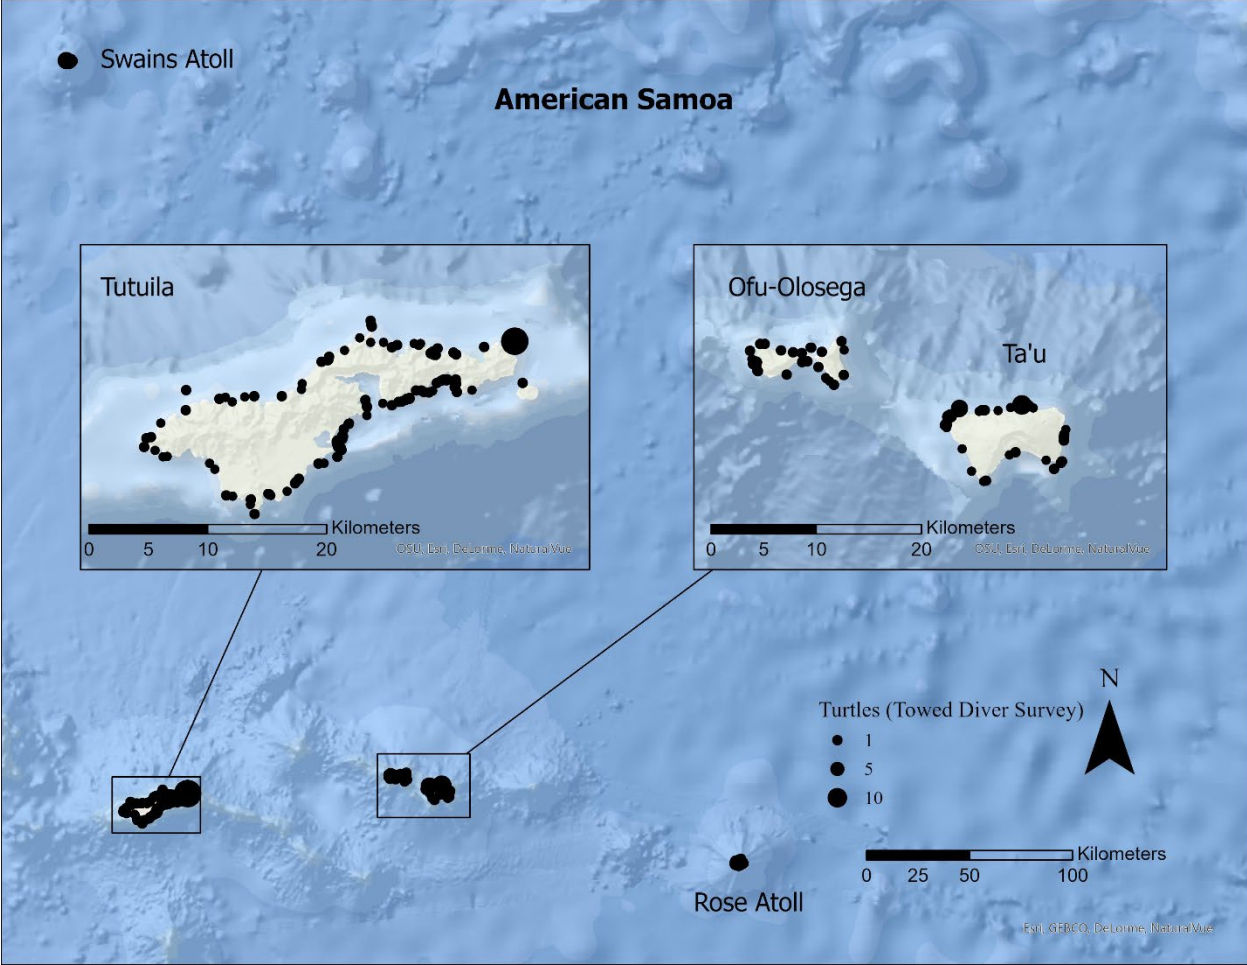 Swains Atoll
American Samoa
Tutuila
Kilometers
0 5 10 20
OSU, Esri, DeLorme, NaturalVue
Ofu-Olosega
Ta'u
Kilometers
0 5 10 20
OSU, Esri, DeLorme, NaturalVue
N
Turtles (Towed Diver Survey)
1
5
10
Kilometers
0 25 50 100
Rose Atoll
Esri, GEBCO, DeLorme, NaturalVue